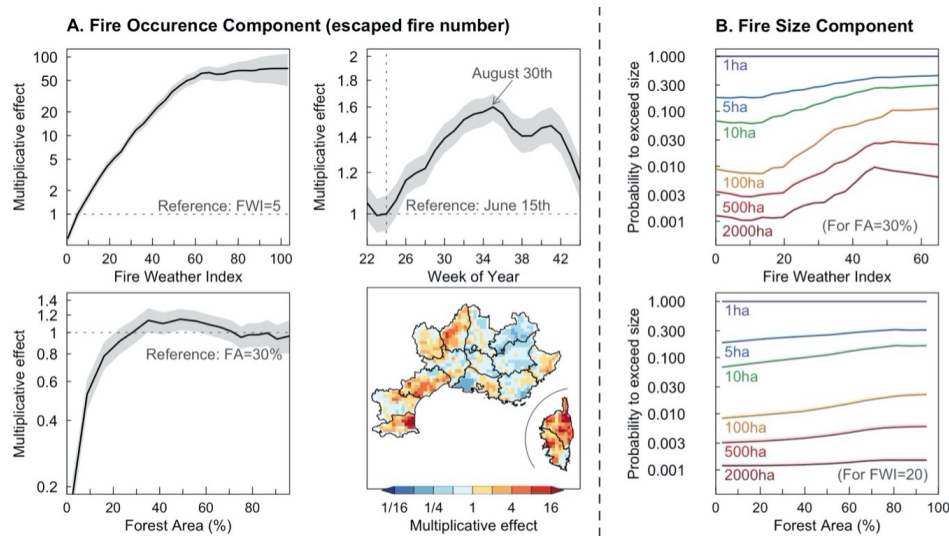 A. Fire Occurence Component (escaped fire number)
B. Fire Size Component
Multiplicative effect
100
50
20
10
5
2
1
Reference: FWI=5
0 20 40 60 80 100
Fire Weather Index
Multiplicative effect
2
1.8
1.6
1.4
1.2
1
August 30th
Reference: June 15th
22 26 30 34 38 42
Week of Year
Probability to exceed size
1.000
0.300
0.100
0.030
0.010
0.003
0.001
1ha
5ha
10ha
100ha
500ha
2000ha
(For FA=30%)
0 20 40 60
Fire Weather Index
Multiplicative effect
1.4
1.2
1
0.8
0.6
0.4
0.2
Reference: FA=30%
0 20 40 60 80
Forest Area (%)
1/16 1/4 1 4 16
Multiplicative effect
Probability to exceed size
1.000
0.300
0.100
0.030
0.010
0.003
0.001
1ha
5ha
10ha
100ha
500ha
2000ha
(For FWI=20)
0 20 40 60 80 100
Forest Area (%)